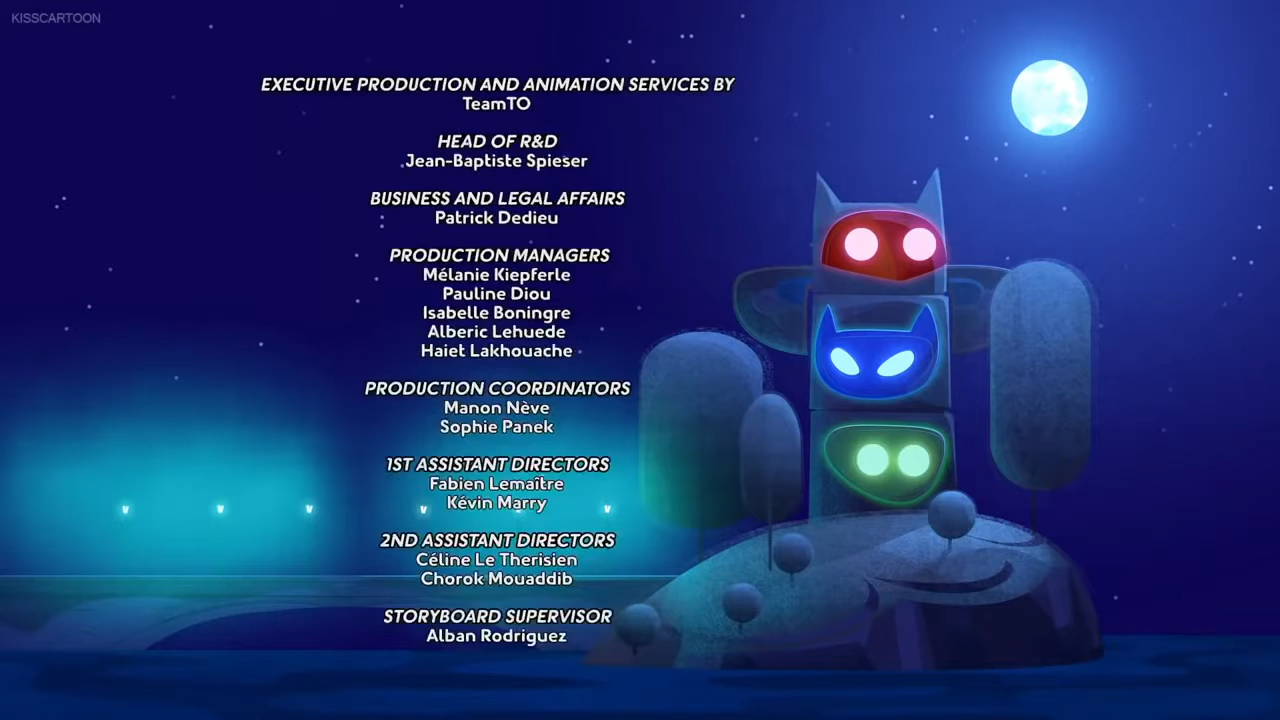 KISSCARTOON
EXECUTIVE PRODUCTION AND ANIMATION SERVICES BY
TeamTO
HEAD OF R&D
Jean-Baptiste Spieser
BUSINESS AND LEGAL AFFAIRS
Patrick Dedieu
PRODUCTION MANAGERS
Mélanie Kiepferle
Pauline Diou
Isabelle Boningre
Alberic Lehuede
Haiet Lakhouache
PRODUCTION COORDINATORS
Manon Nève
Sophie Panek
1ST ASSISTANT DIRECTORS
Fabien Lemaître
Kévin Marry
2ND ASSISTANT DIRECTORS
Céline Le Therisien
Chorok Mouaddib
STORYBOARD SUPERVISOR
Alban Rodriguez